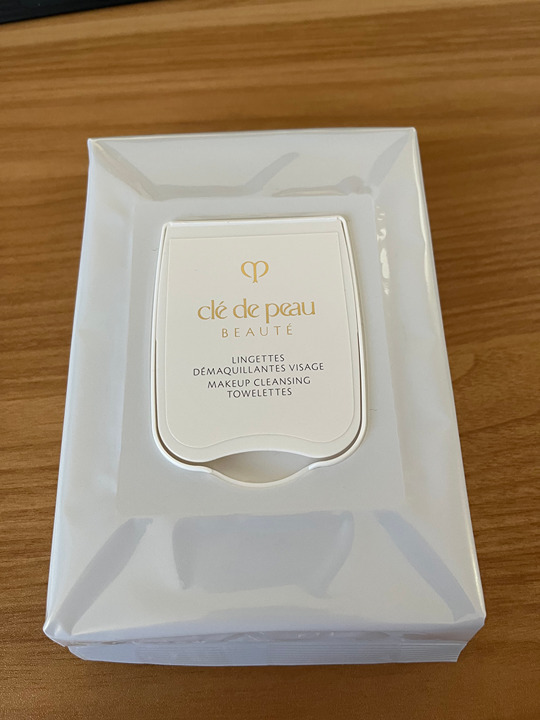 clé de peau
BEAUTÉ
LINGETTES
DÉMAQUILLANTES VISAGE
MAKEUP CLEANSING
TOWELETTES